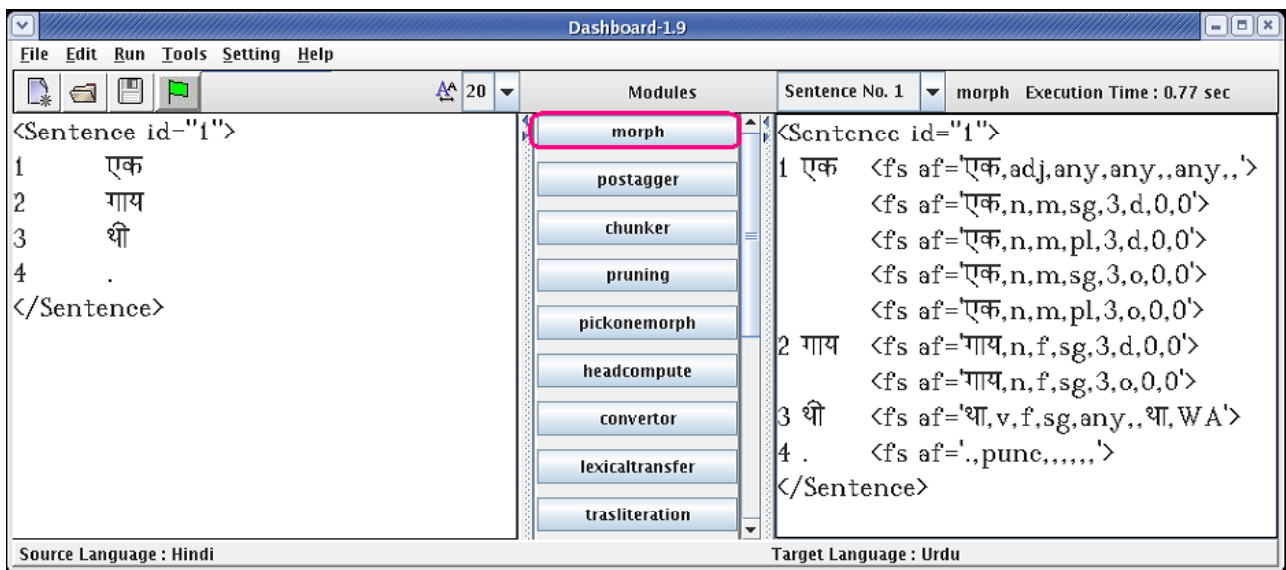 Dashboard-1.9
File Edit Run Tools Setting Help
20 Modules Sentence No. 1 morph Execution Time : 0.77 sec
<Sentence id="1">
1 एक
2 गाय
3 थी
4 .
</Sentence>
morph
postagger
chunker
pruning
pickonemorph
headcompute
convertor
lexicaltransfer
trasliteration
<Sentence id="1">
1 एक <fs af='एक,adj,any,any,,any,,'>
<fs af='एक,n,m,sg,3,d,0,0'>
<fs af='एक,n,m,pl,3,d,0,0'>
<fs af='एक,n,m,sg,3,o,0,0'>
<fs af='एक,n,m,pl,3,o,0,0'>
2 गाय <fs af='गाय,n,f,sg,3,d,0,0'>
<fs af='गाय,n,f,sg,3,o,0,0'>
3 थी <fs af='था,v,f,sg,any,,था,WA'>
4 . <fs af='.,punc,,,,,,'>
</Sentence>
Source Language : Hindi Target Language : Urdu